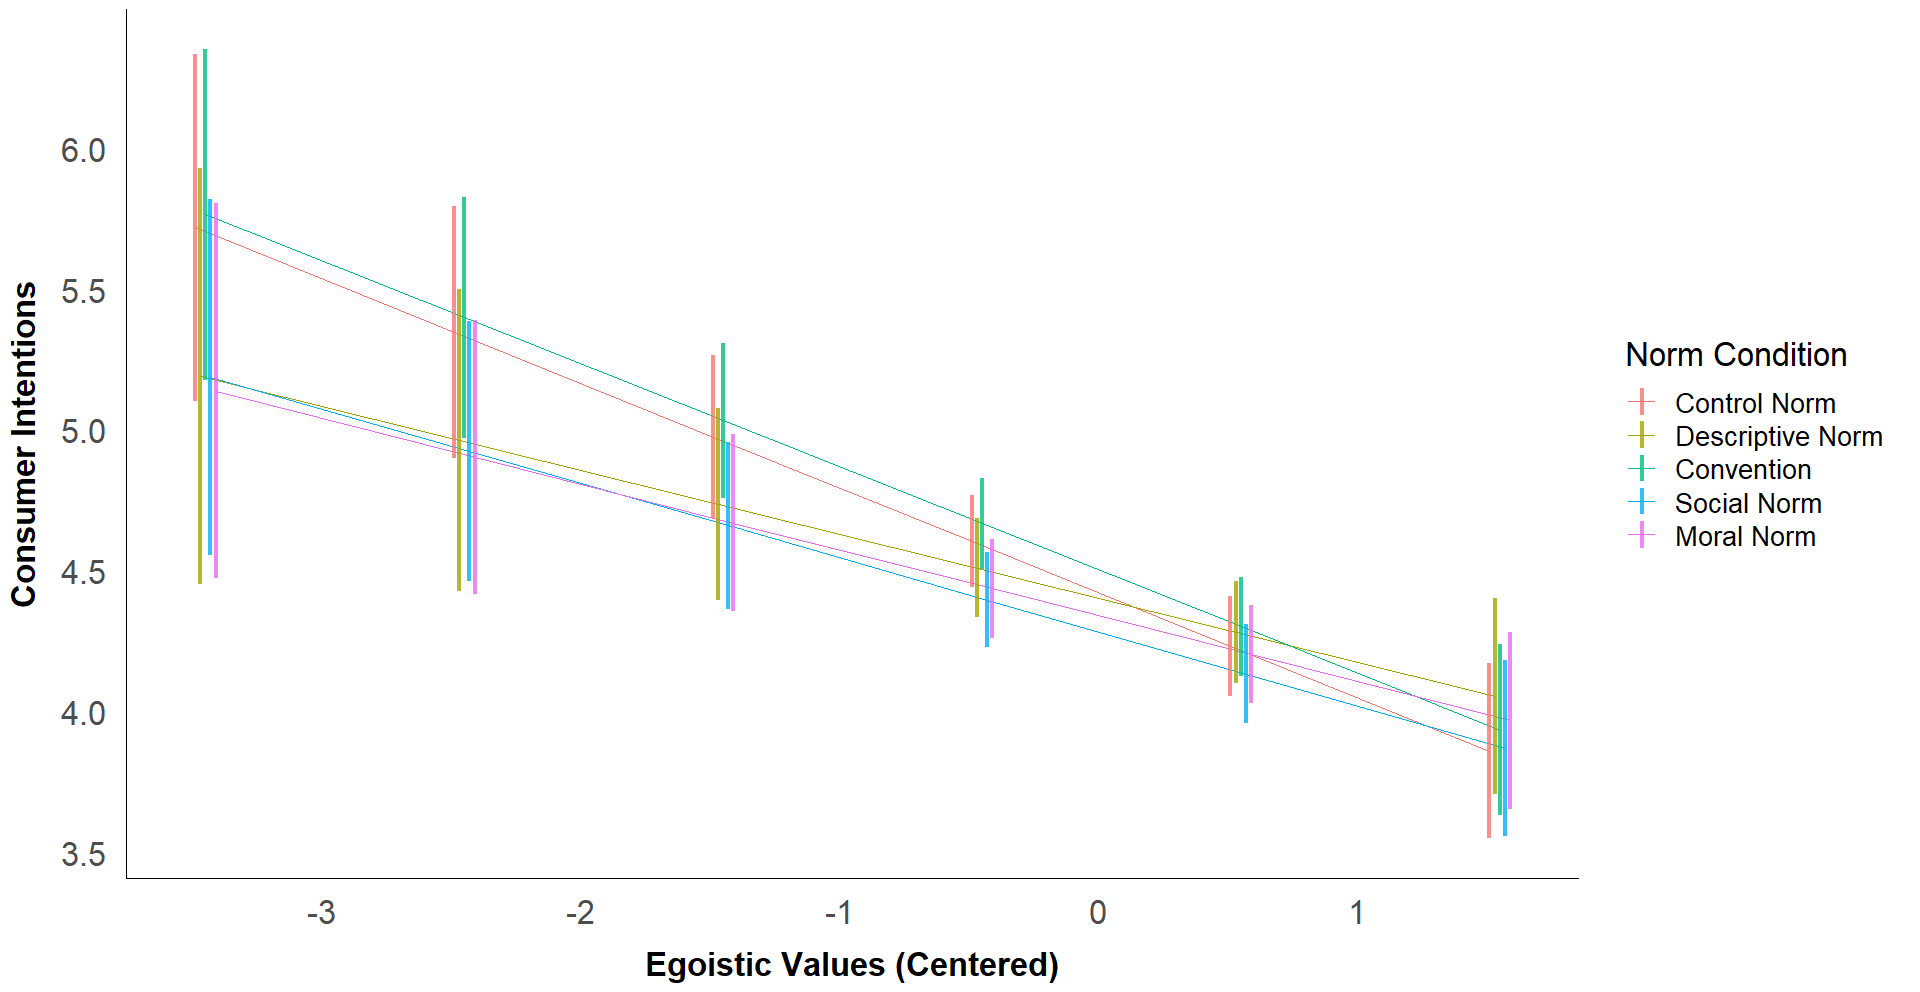 6.0
5.5
5.0
4.5
4.0
3.5
Consumer Intentions
-3
-2
-1
0
1
Egoistic Values (Centered)
Norm Condition
Control Norm
Descriptive Norm
Convention
Social Norm
Moral Norm